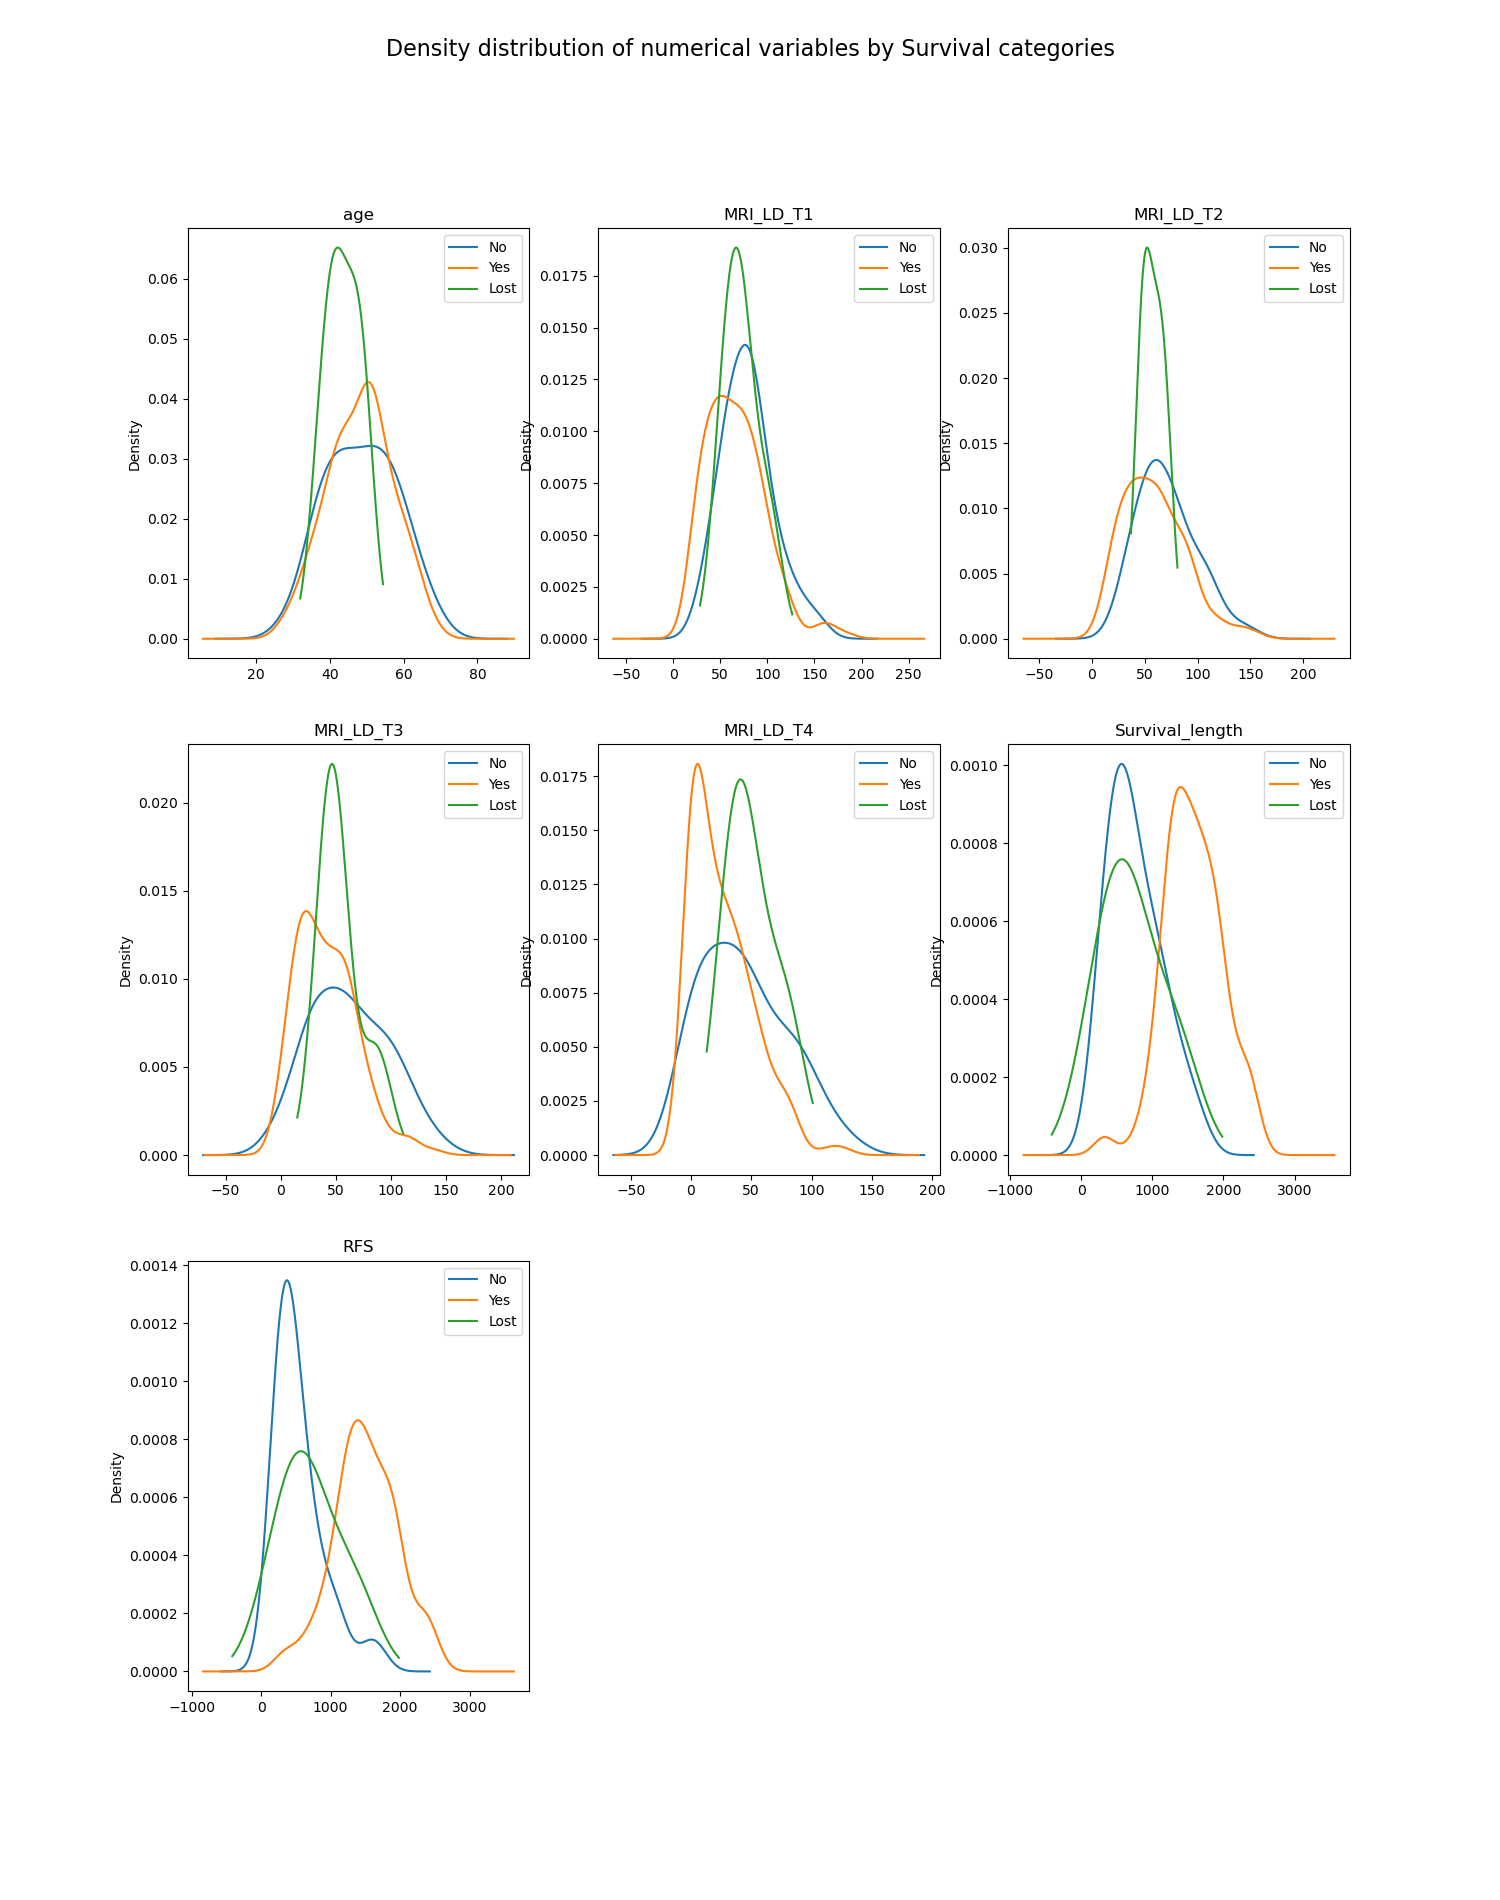 Density distribution of numerical variables by Survival categories
age
Density
0.06
0.05
0.04
0.03
0.02
0.01
0.00
20 40 60 80
No
Yes
Lost
MRI_LD_T1
Density
0.0175
0.0150
0.0125
0.0100
0.0075
0.0050
0.0025
0.0000
−50 0 50 100 150 200 250
No
Yes
Lost
MRI_LD_T2
Density
0.030
0.025
0.020
0.015
0.010
0.005
0.000
−50 0 50 100 150 200
No
Yes
Lost
MRI_LD_T3
Density
0.020
0.015
0.010
0.005
0.000
−50 0 50 100 150 200
No
Yes
Lost
MRI_LD_T4
Density
0.0175
0.0150
0.0125
0.0100
0.0075
0.0050
0.0025
0.0000
−50 0 50 100 150 200
No
Yes
Lost
Survival_length
Density
0.0010
0.0008
0.0006
0.0004
0.0002
0.0000
−1000 0 1000 2000 3000
No
Yes
Lost
RFS
Density
0.0014
0.0012
0.0010
0.0008
0.0006
0.0004
0.0002
0.0000
−1000 0 1000 2000 3000
No
Yes
Lost